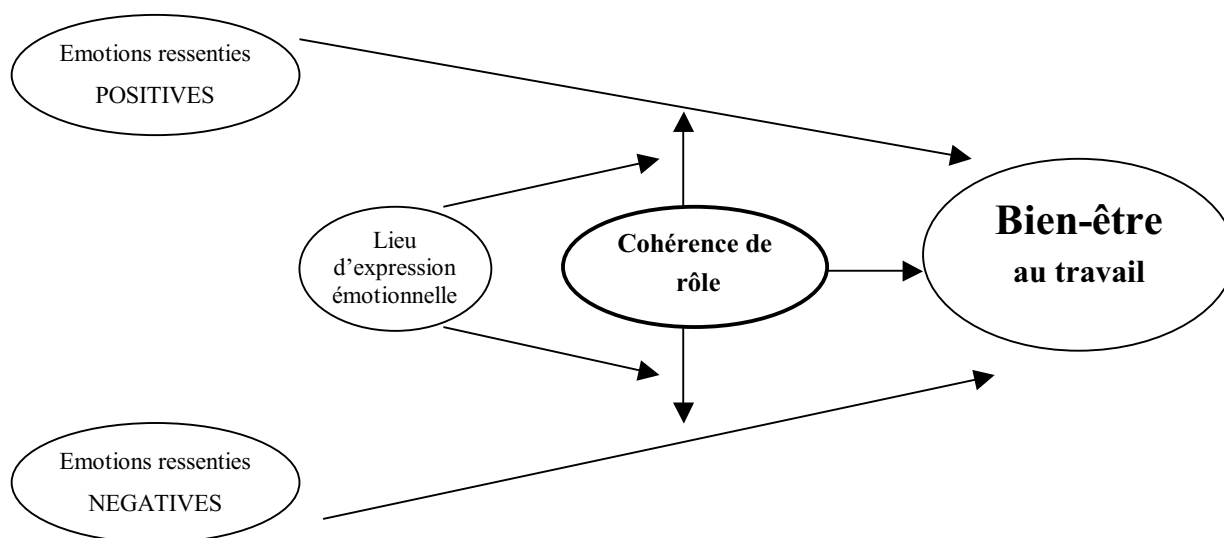 Emotions ressenties
POSITIVES
Lieu
d’expression
émotionnelle
Cohérence de
rôle
Bien-être
au travail
Emotions ressenties
NEGATIVES